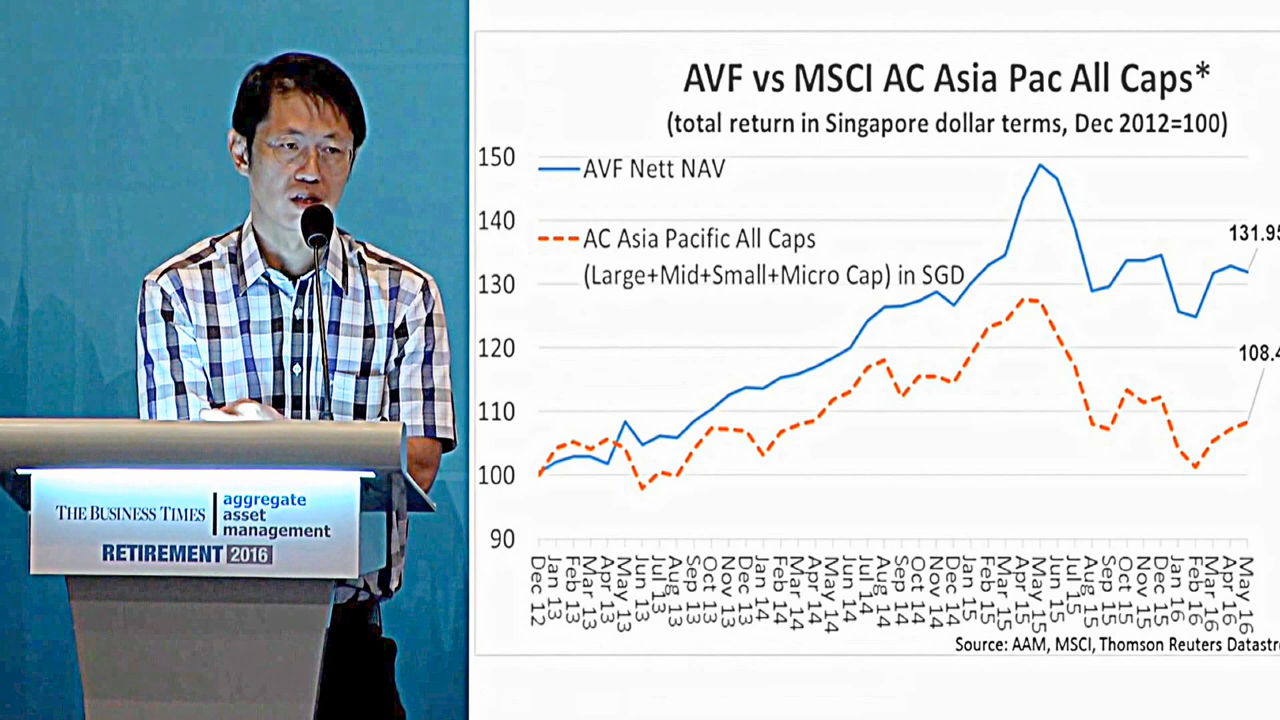 THE BUSINESS TIMES
aggregate
asset
management
RETIREMENT 2016
AVF vs MSCI AC Asia Pac All Caps*
(total return in Singapore dollar terms, Dec 2012=100)
150
140
130
120
110
100
90
AVF Nett NAV
AC Asia Pacific All Caps
(Large+Mid+Small+Micro Cap) in SGD
131.95
108.4
Dec 12
Jan 13
Feb 13
Mar 13
Apr 13
May 13
Jun 13
Jul 13
Aug 13
Sep 13
Oct 13
Nov 13
Dec 13
Jan 14
Feb 14
Mar 14
Apr 14
May 14
Jun 14
Jul 14
Aug 14
Sep 14
Oct 14
Nov 14
Dec 14
Jan 15
Feb 15
Mar 15
Apr 15
May 15
Jun 15
Jul 15
Aug 15
Sep 15
Oct 15
Nov 15
Dec 15
Jan 16
Feb 16
Mar 16
Apr 16
May 16
Source: AAM, MSCI, Thomson Reuters Datastre